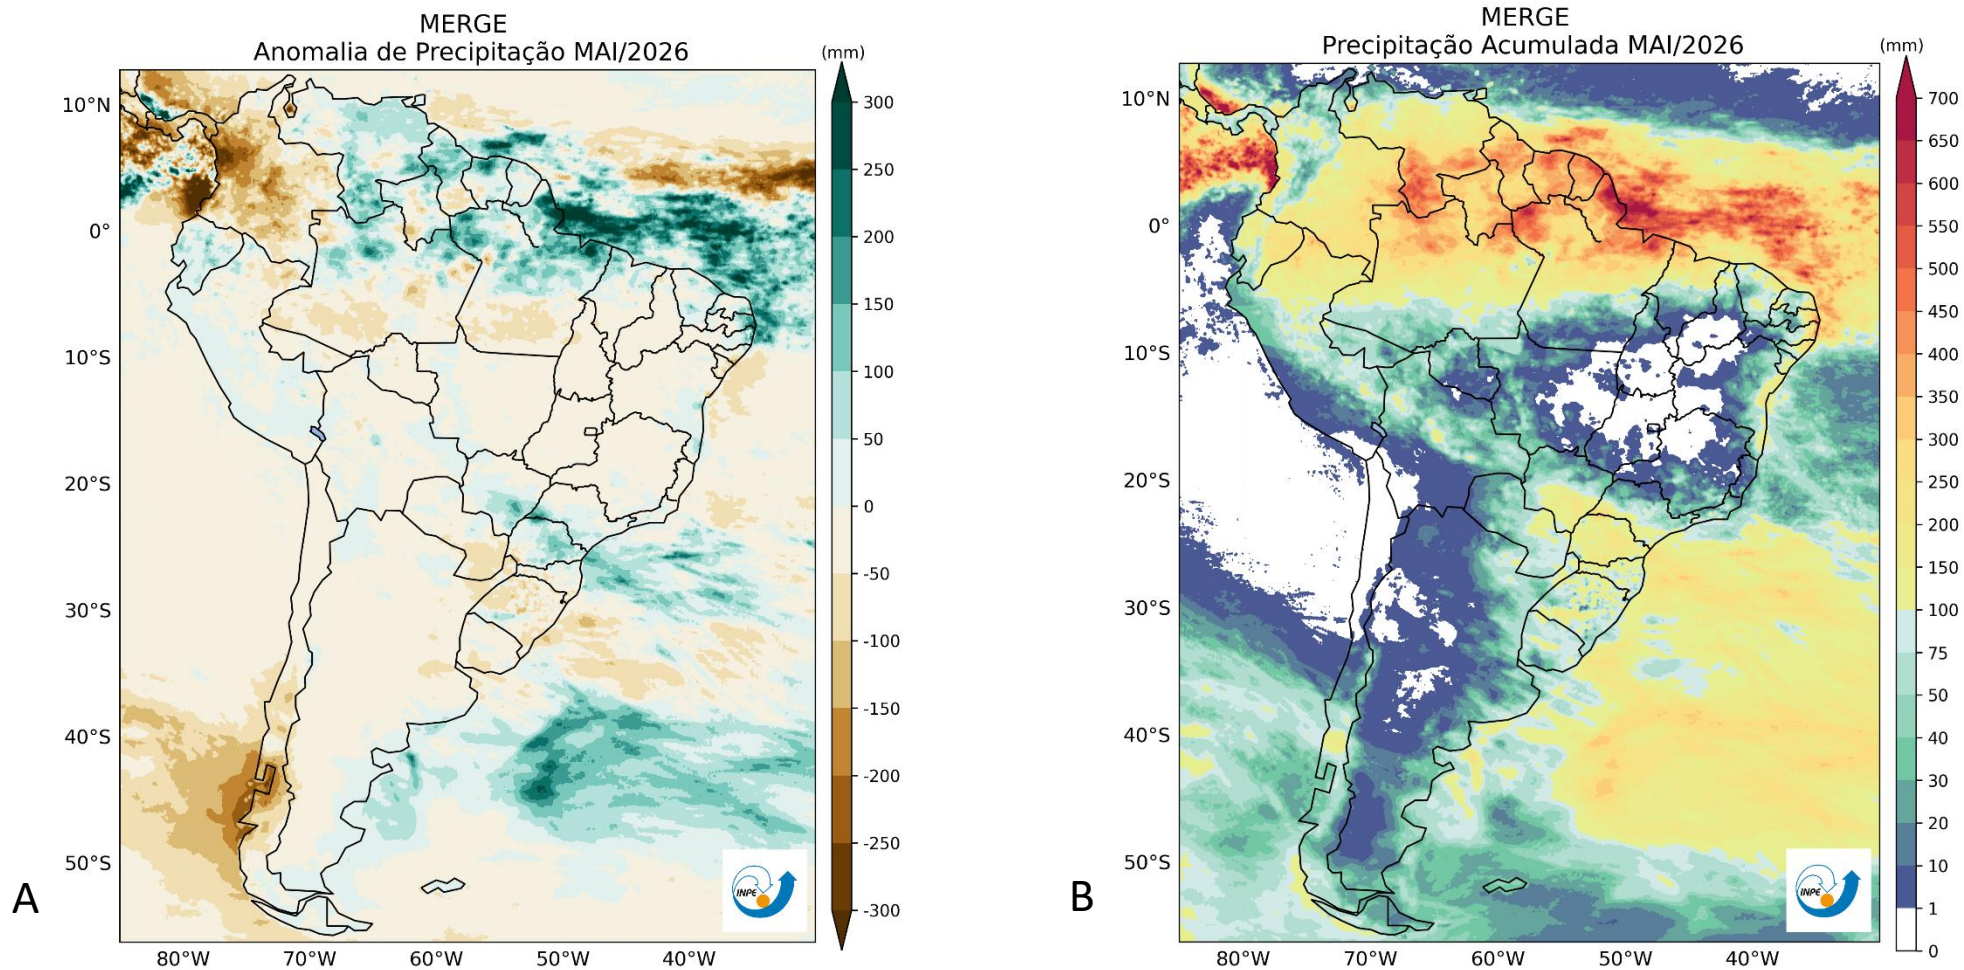 MERGE
Anomalia de Precipitação MAI/2026
(mm)
10°N
0°
10°S
20°S
30°S
40°S
50°S
80°W
70°W
60°W
50°W
40°W
300
250
200
150
100
50
0
-50
-100
-150
-200
-250
-300
INPE
A
MERGE
Precipitação Acumulada MAI/2026
(mm)
10°N
0°
10°S
20°S
30°S
40°S
50°S
80°W
70°W
60°W
50°W
40°W
700
650
600
550
500
450
400
350
300
250
200
150
100
75
50
40
30
20
10
1
0
INPE
B